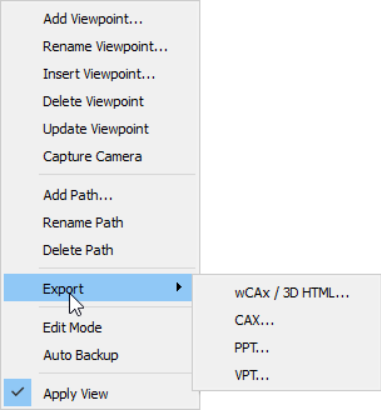 Add Viewpoint...
Rename Viewpoint...
Insert Viewpoint...
Delete Viewpoint
Update Viewpoint
Capture Camera
Add Path...
Rename Path
Delete Path
Export
wCAx / 3D HTML...
CAX...
PPT...
VPT...
Edit Mode
Auto Backup
Apply View